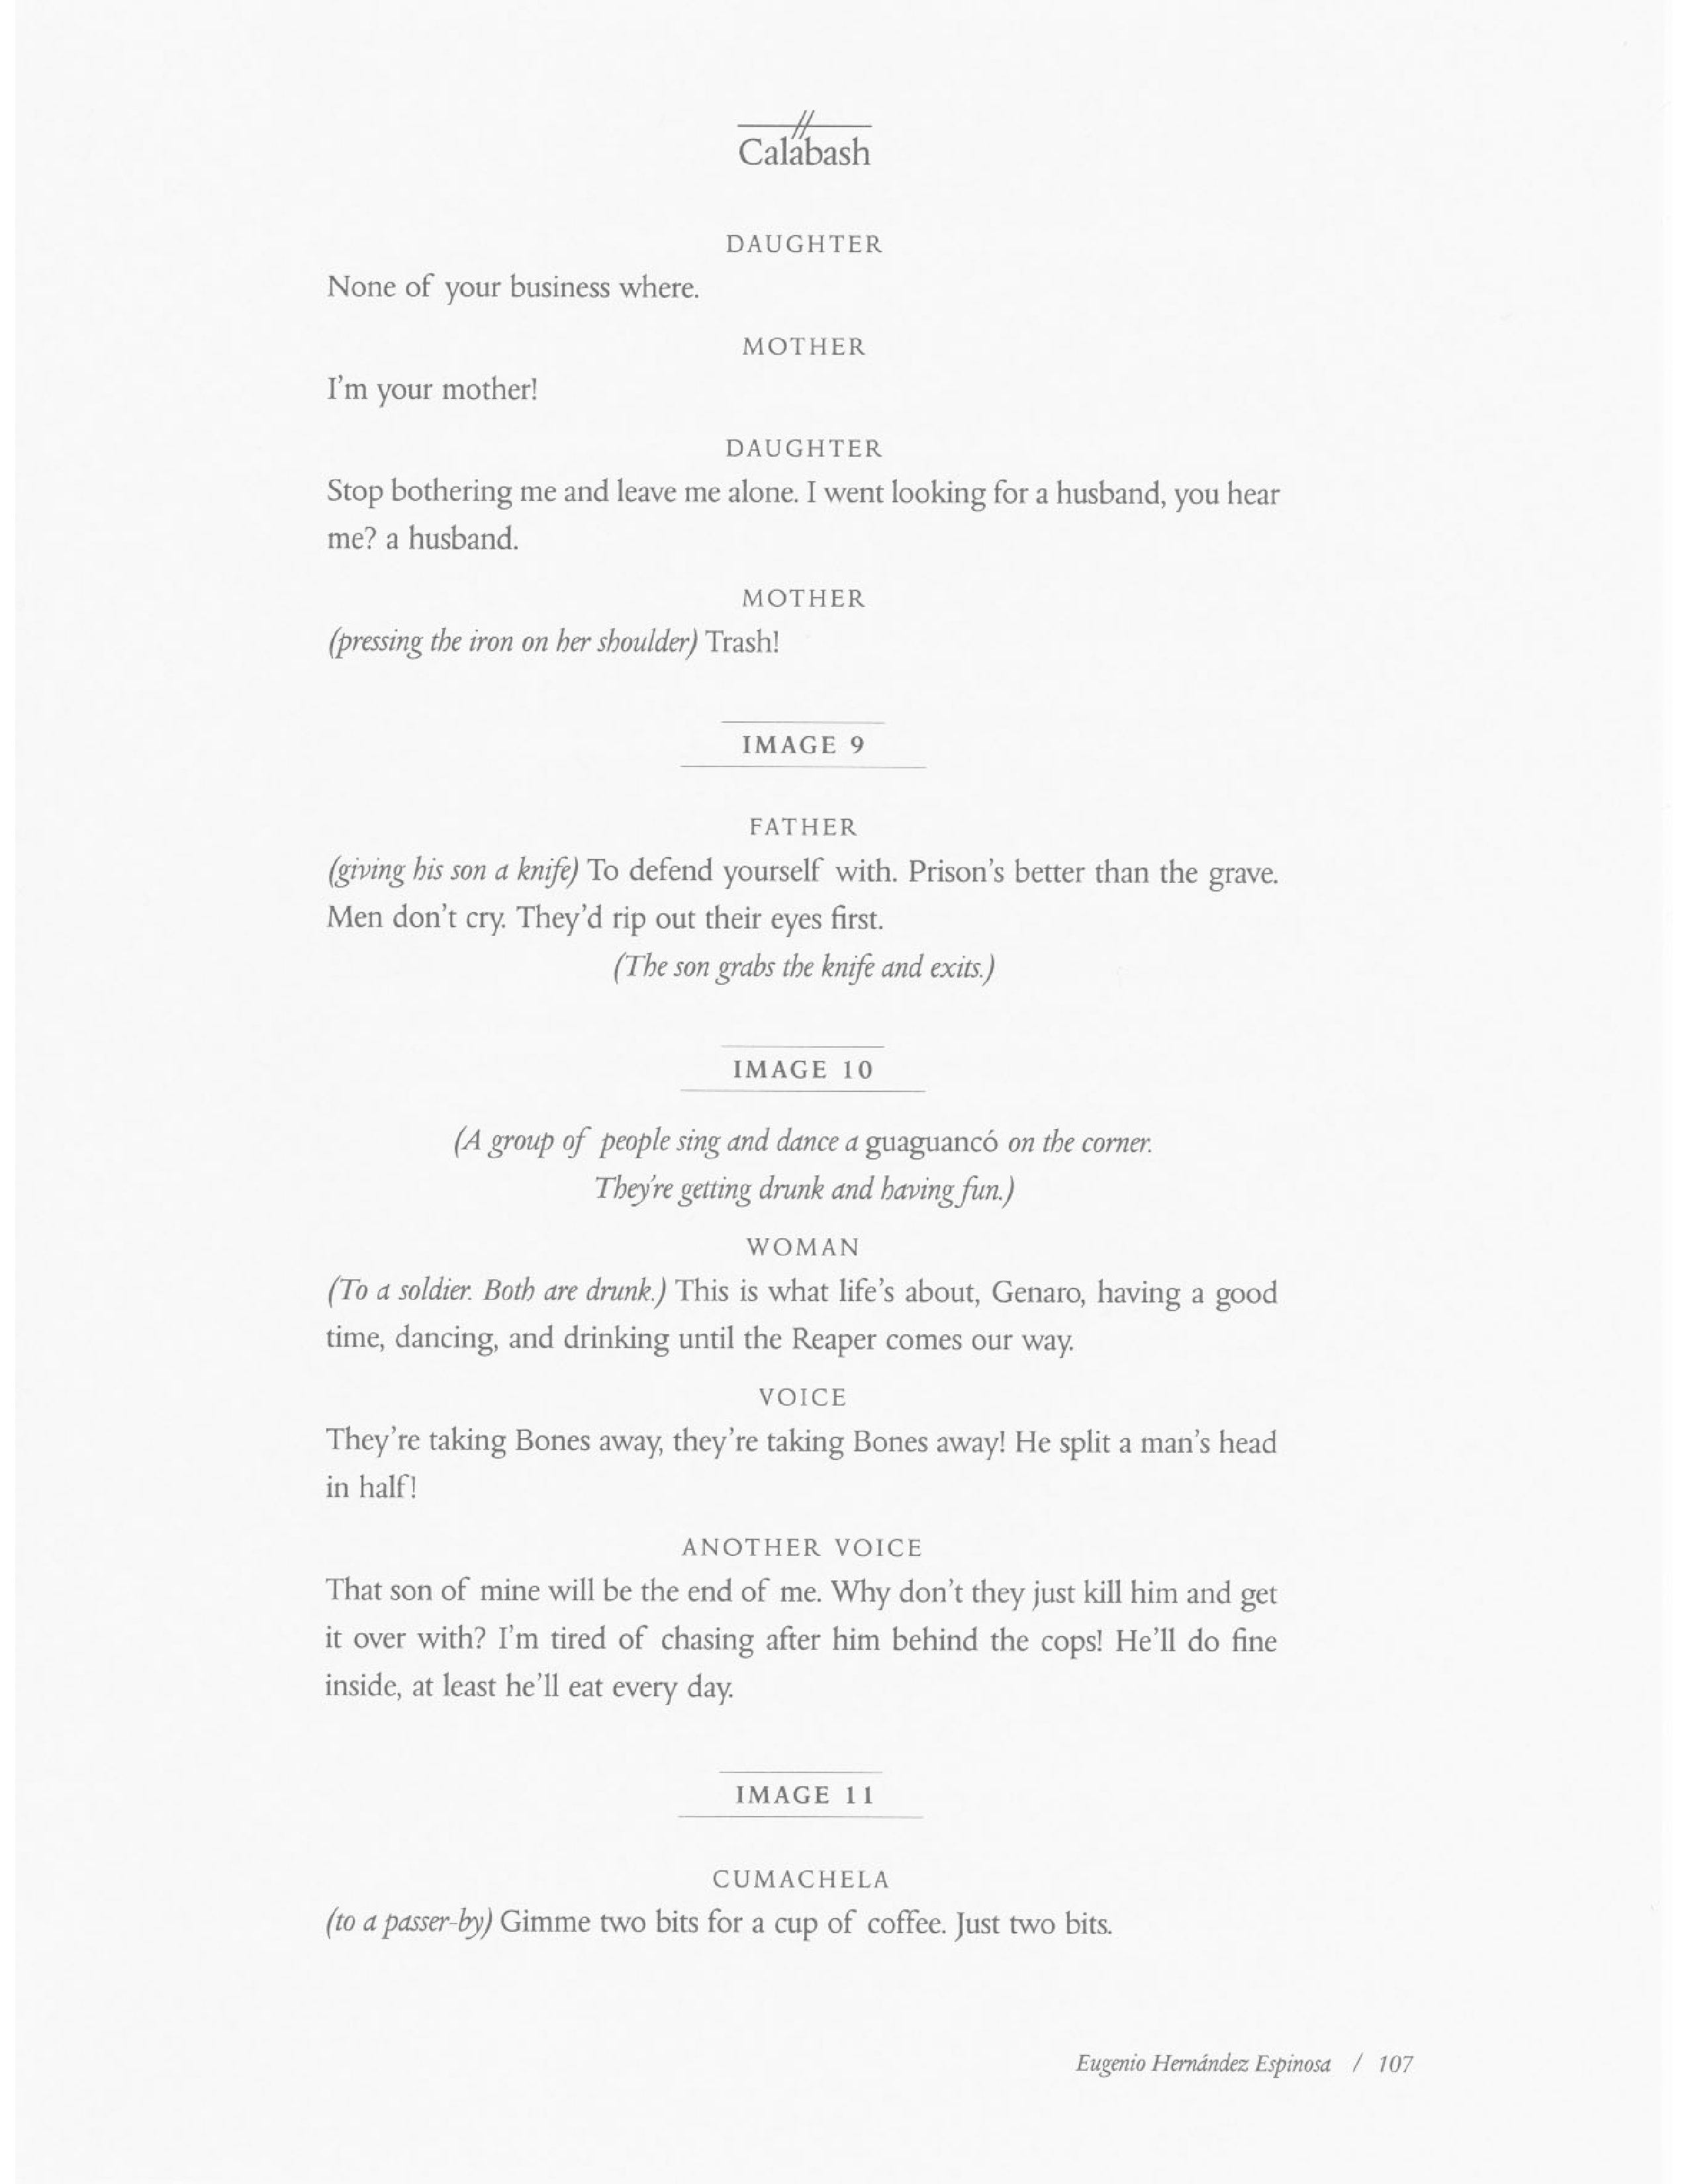 Calabash
DAUGHTER
None of your business where.
MOTHER
I'm your mother!
DAUGHTER
Stop bothering me and leave me alone. I went looking for a husband, you hear
me? a husband.
MOTHER
(pressing the iron on her shoulder) Trash!
IMAGE 9
FATHER
(giving his son a knife) To defend yourself with. Prison's better than the grave.
Men don't cry. They'd rip out their eyes first.
(The son grabs the knife and exits.)
IMAGE 10
(A group of people sing and dance a guaguancó on the corner.
They're getting drunk and having fun.)
WOMAN
(To a soldier. Both are drunk.) This is what life's about, Genaro, having a good
time, dancing, and drinking until the Reaper comes our way.
VOICE
They're taking Bones away, they're taking Bones away! He split a man's head
in half!
ANOTHER VOICE
That son of mine will be the end of me. Why don't they just kill him and get
it over with? I'm tired of chasing after him behind the cops! He'll do fine
inside, at least he'll eat every day.
IMAGE 11
CUMACHELA
(to a passer-by) Gimme two bits for a cup of coffee. Just two bits.
Eugenio Hernández Espinosa / 107